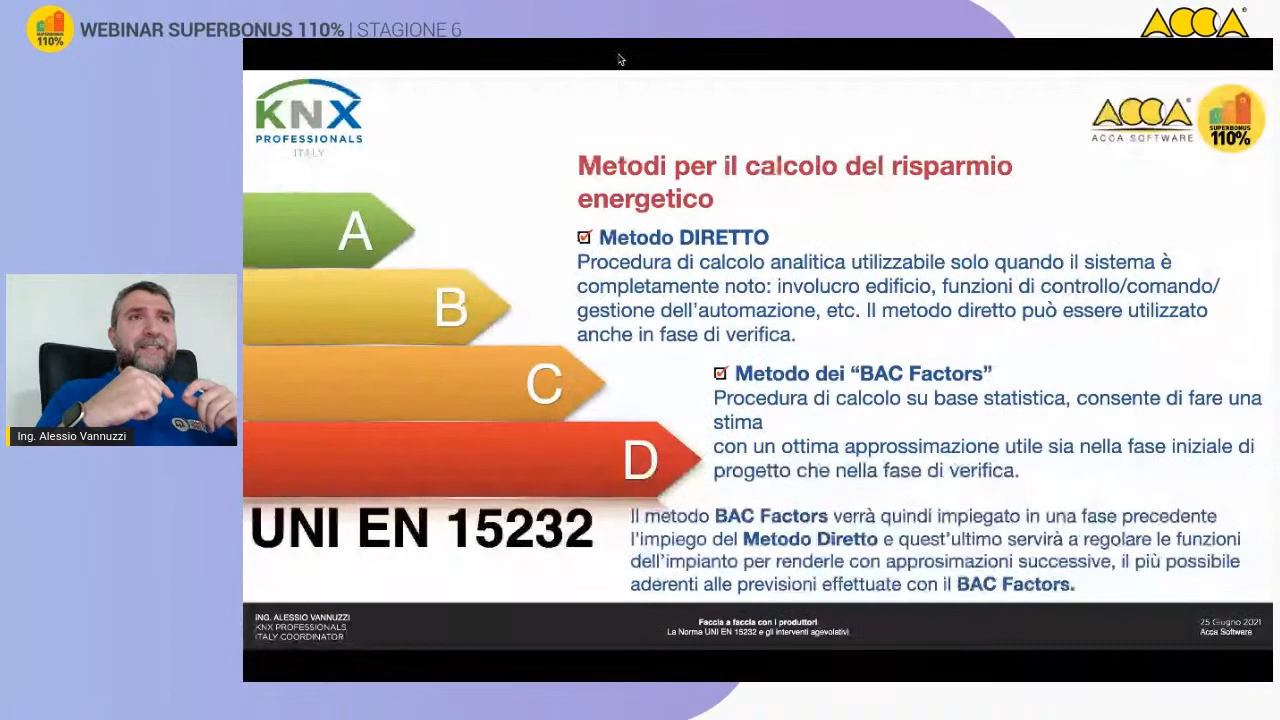 SUPERBONUS
110%
WEBINAR SUPERBONUS 110% | STAGIONE 6
ACCA
KNX
PROFESSIONALS
ITALY
ACCA
ACCA SOFTWARE
SUPERBONUS
110%
Metodi per il calcolo del risparmio
energetico
Metodo DIRETTO
Procedura di calcolo analitica utilizzabile solo quando il sistema è
completamente noto: involucro edificio, funzioni di controllo/comando/
gestione dell'automazione, etc. Il metodo diretto può essere utilizzato
anche in fase di verifica.
A
B
C
D
Metodo dei “BAC Factors”
Procedura di calcolo su base statistica, consente di fare una
stima
con un ottima approssimazione utile sia nella fase iniziale di
progetto che nella fase di verifica.
UNI EN 15232
Il metodo BAC Factors verrà quindi impiegato in una fase precedente
l'impiego del Metodo Diretto e quest'ultimo servirà a regolare le funzioni
dell'impianto per renderle con approsimazioni successive, il più possibile
aderenti alle previsioni effettuate con il BAC Factors.
Ing. Alessio Vannuzzi
ING. ALESSIO VANNUZZI
KNX PROFESSIONALS
ITALY COORDINATOR
Faccia a faccia con i produttori
La Norma UNI EN 15232 e gli interventi agevolativi
25 Giugno 2021
Acca Software